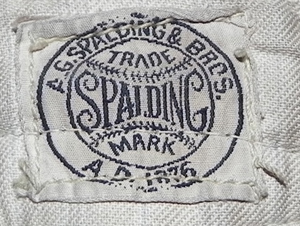 A.G. SPALDING & BROS.
TRADE
SPALDING
MARK
A.D. 1876